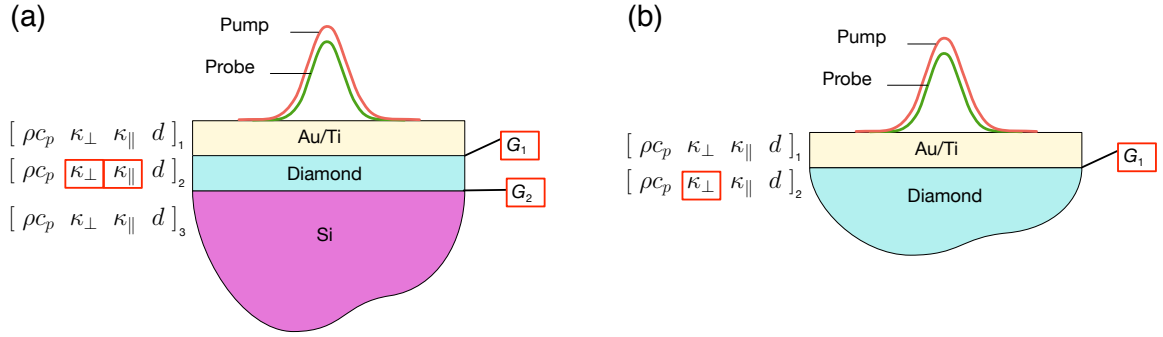 (a)
Pump
Probe
[ ρc_p κ_⊥ κ_∥ d ]_1
Au/Ti
G_1
[ ρc_p κ_⊥ κ_∥ d ]_2
Diamond
G_2
[ ρc_p κ_⊥ κ_∥ d ]_3
Si
(b)
Pump
Probe
[ ρc_p κ_⊥ κ_∥ d ]_1
Au/Ti
G_1
[ ρc_p κ_⊥ κ_∥ d ]_2
Diamond